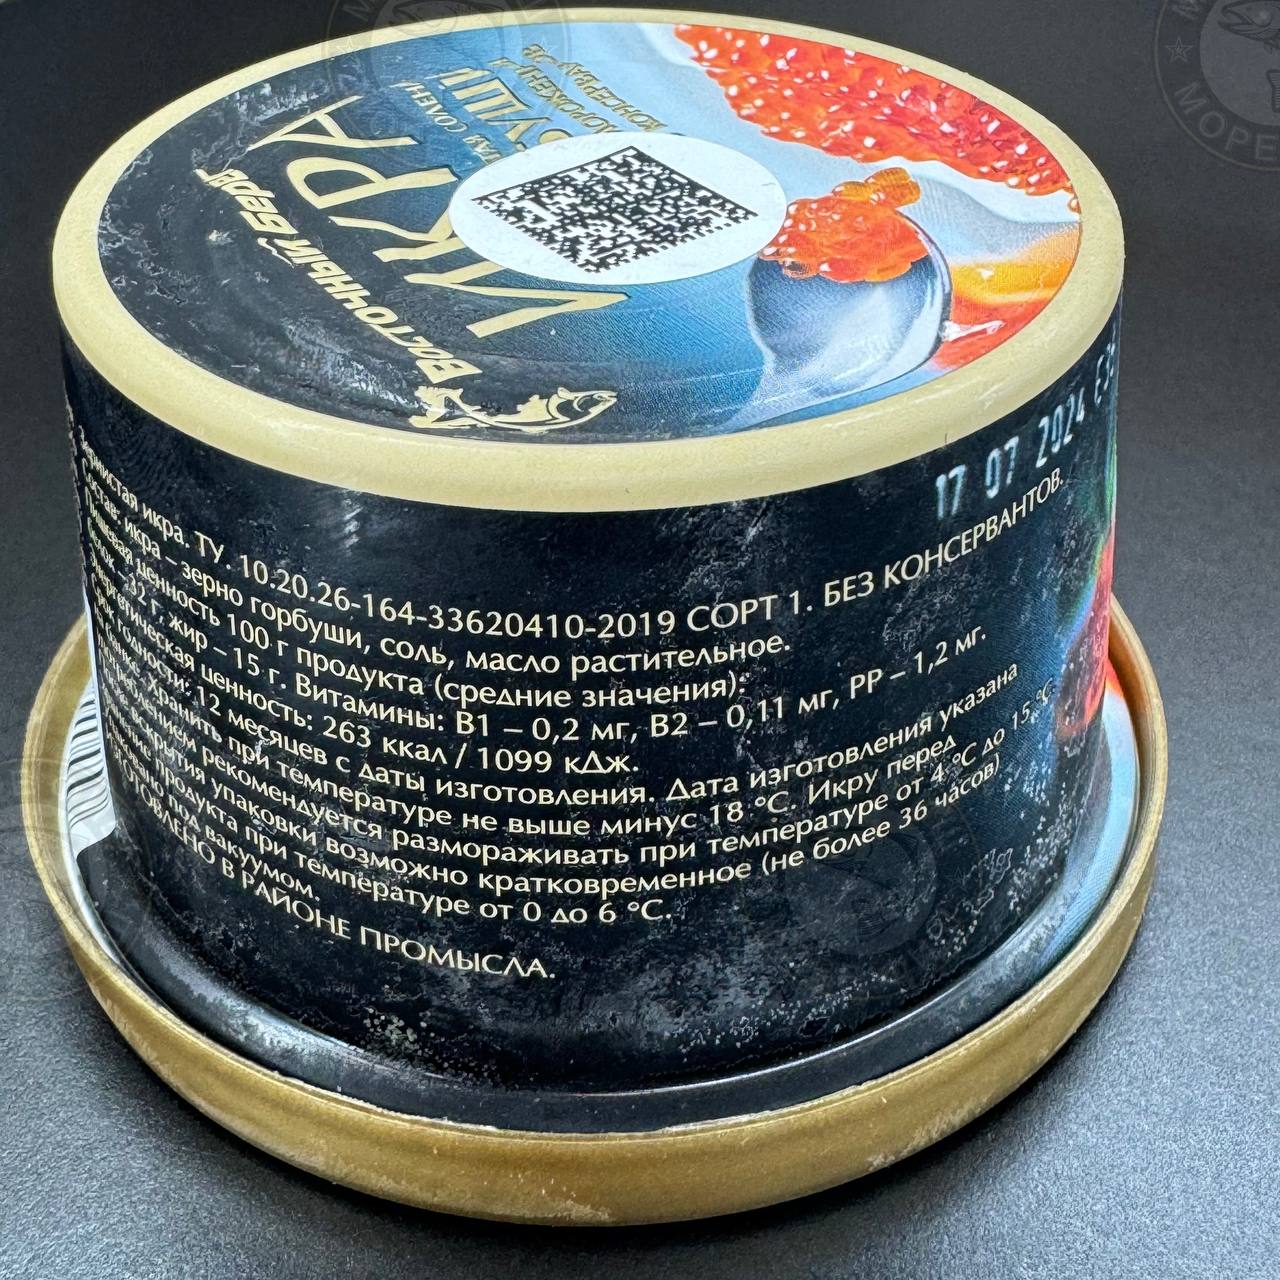 Восточный Берег
ИКРА
17 07 2024
Зернистая икра. ТУ. 10.20.26-164-33620410-2019 СОРТ 1. БЕЗ КОНСЕРВАНТОВ.
Состав: икра – зерно горбуши, соль, масло растительное.
Пищевая ценность 100 г продукта (средние значения):
белок – 32 г, жир – 15 г. Витамины: В1 – 0,2 мг, В2 – 0,11 мг, РР – 1,2 мг.
Энергетическая ценность: 263 ккал / 1099 кДж.
Срок годности: 12 месяцев с даты изготовления. Дата изготовления указана
на банке. Хранить при температуре не выше минус 18 °С. Икру перед
употреблением рекомендуется размораживать при температуре от 4 °С до 15 °С.
После вскрытия упаковки возможно кратковременное (не более 36 часов)
хранение продукта при температуре от 0 до 6 °С.
Упаковано под вакуумом.
ИЗГОТОВЛЕНО В РАЙОНЕ ПРОМЫСЛА.